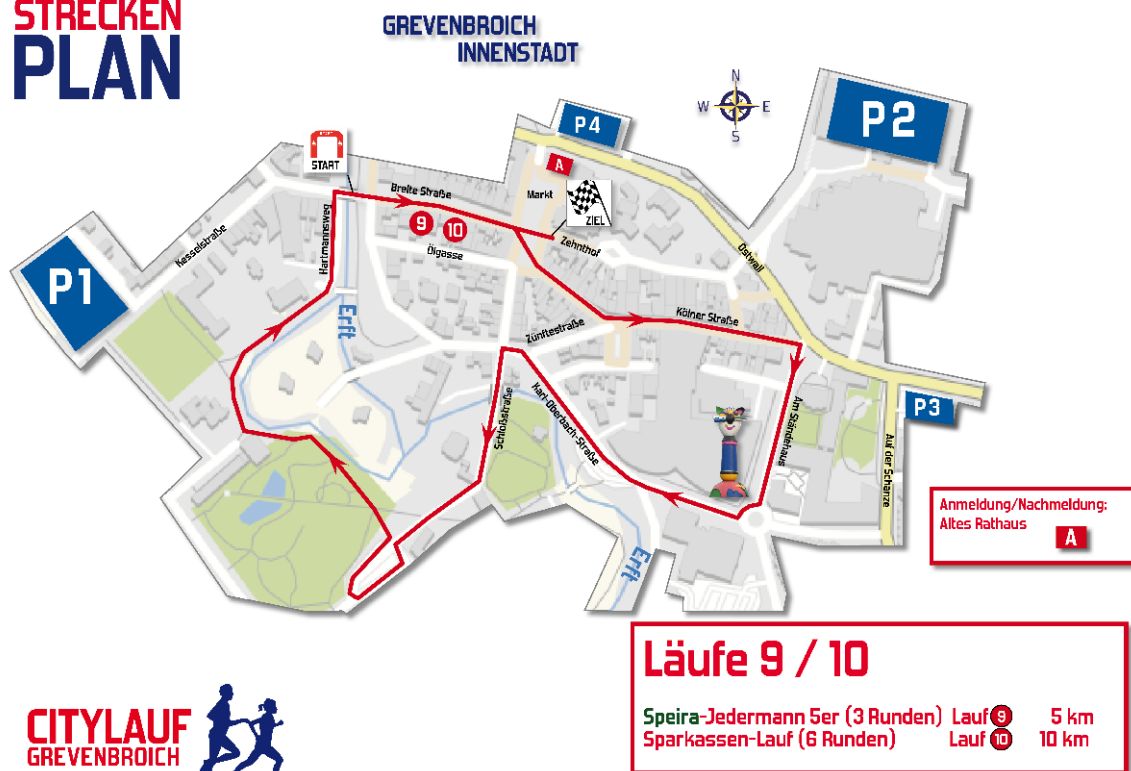 STRECKEN
PLAN
GREVENBROICH
INNENSTADT
N
W E
S
P4
P2
START
START
A
Breite Straße
Markt
ZIEL
9 10
Zehnthof
Ölgasse
Kesselstraße
Hartmannsweg
Ostwall
P1
Erft
Kölner Straße
Zünftestraße
Schloßstraße
Karl-Oberbach-Straße
Am Ständehaus
P3
Auf der Schanze
Erft
Anmeldung/Nachmeldung:
Altes Rathaus
A
Läufe 9 / 10
Speira-Jedermann 5er (3 Runden) Lauf 9 5 km
Sparkassen-Lauf (6 Runden) Lauf 10 10 km
CITYLAUF
GREVENBROICH